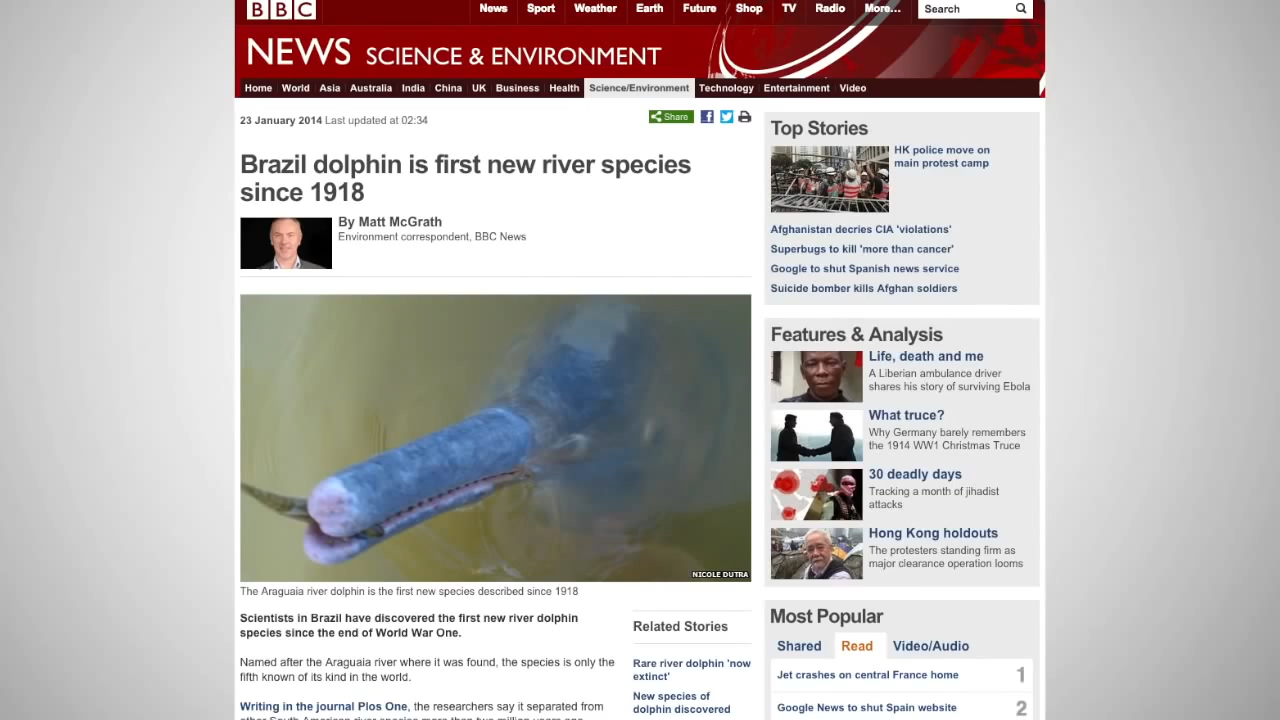 BBC
News Sport Weather Earth Future Shop TV Radio More... Search
NEWS SCIENCE & ENVIRONMENT
Home World Asia Australia India China UK Business Health Science/Environment Technology Entertainment Video
23 January 2014 Last updated at 02:34
Share
Brazil dolphin is first new river species
since 1918
By Matt McGrath
Environment correspondent, BBC News
NICOLE DUTRA
The Araguaia river dolphin is the first new species described since 1918
Scientists in Brazil have discovered the first new river dolphin
species since the end of World War One.
Named after the Araguaia river where it was found, the species is only the
fifth known of its kind in the world.
Writing in the journal Plos One, the researchers say it separated from
other South American river species more than two million years ago.
Related Stories
Rare river dolphin 'now
extinct'
New species of
dolphin discovered
Top Stories
HK police move on
main protest camp
Afghanistan decries CIA 'violations'
Superbugs to kill 'more than cancer'
Google to shut Spanish news service
Suicide bomber kills Afghan soldiers
Features & Analysis
Life, death and me
A Liberian ambulance driver
shares his story of surviving Ebola
What truce?
Why Germany barely remembers
the 1914 WW1 Christmas Truce
30 deadly days
Tracking a month of jihadist
attacks
Hong Kong holdouts
The protesters standing firm as
major clearance operation looms
Most Popular
Shared Read Video/Audio
Jet crashes on central France home 1
Google News to shut Spain website 2